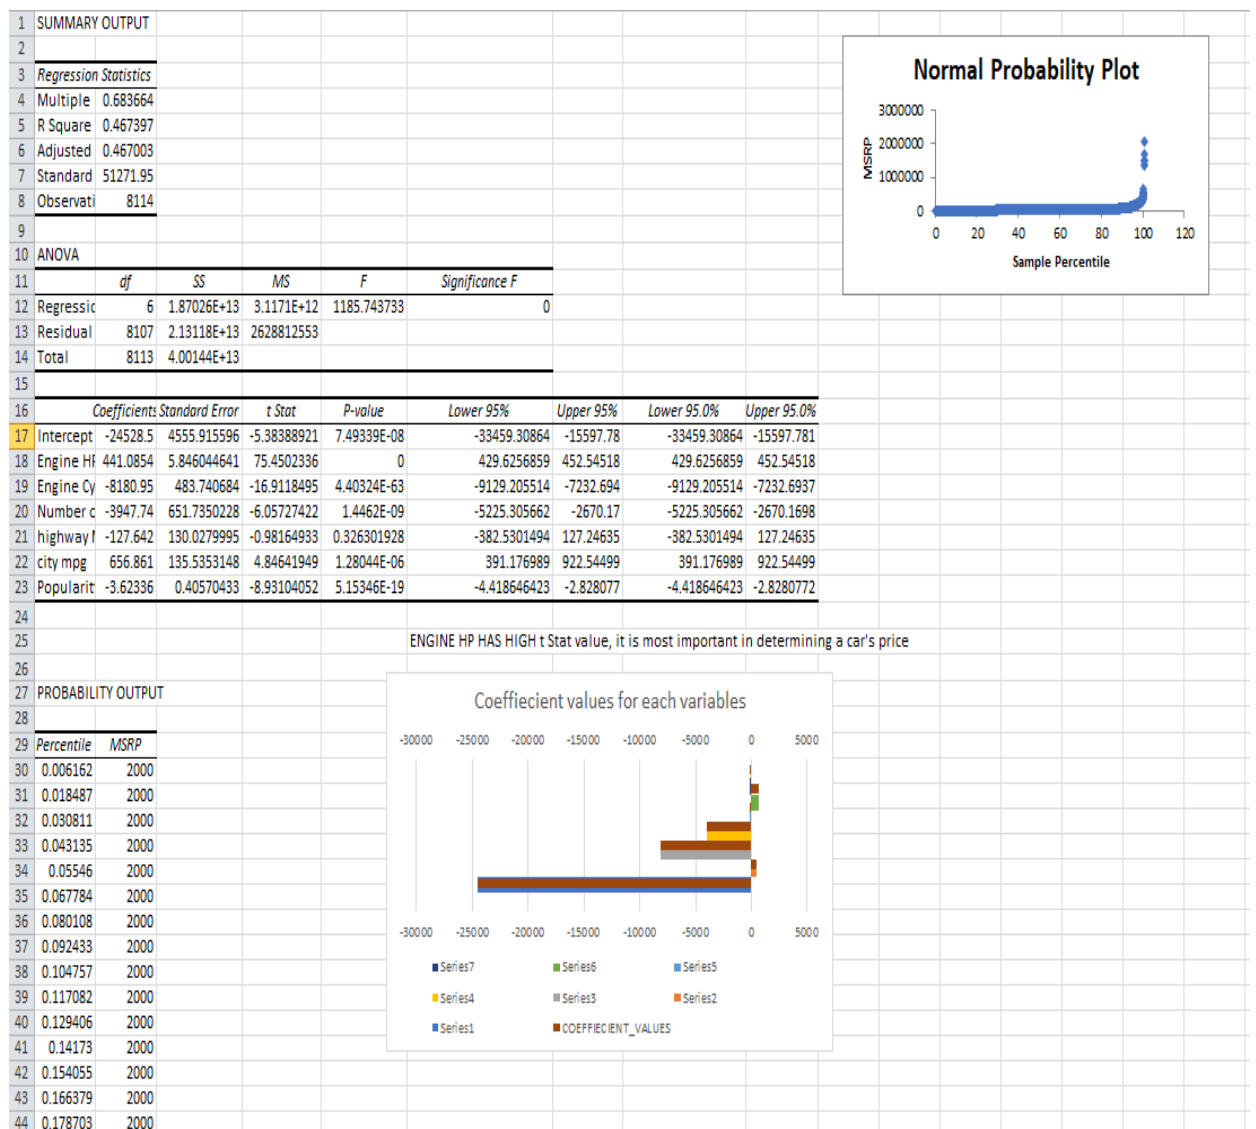 1 SUMMARY OUTPUT
2
3 Regression Statistics
4 Multiple 0.683664
5 R Square 0.467397
6 Adjusted 0.467003
7 Standard 51271.95
8 Observati 8114
9
10 ANOVA
11 df SS MS F Significance F
12 Regressic 6 1.87026E+13 3.1171E+12 1185.743733 0
13 Residual 8107 2.13118E+13 2628812553
14 Total 8113 4.00144E+13
15
16 Coefficients Standard Error t Stat P-value Lower 95% Upper 95% Lower 95.0% Upper 95.0%
17 Intercept -24528.5 4555.915596 -5.38388921 7.49339E-08 -33459.30864 -15597.78 -33459.30864 -15597.781
18 Engine HF 441.0854 5.846044641 75.4502336 0 429.6256859 452.54518 429.6256859 452.54518
19 Engine Cy -8180.95 483.740684 -16.9118495 4.40324E-63 -9129.205514 -7232.694 -9129.205514 -7232.6937
20 Number c -3947.74 651.7350228 -6.05727422 1.4462E-09 -5225.305662 -2670.17 -5225.305662 -2670.1698
21 highway -127.642 130.0279995 -0.98164933 0.326301928 -382.5301494 127.24635 -382.5301494 127.24635
22 city mpg 656.861 135.5353148 4.84641949 1.28044E-06 391.176989 922.54499 391.176989 922.54499
23 Popularit -3.62336 0.40570433 -8.93104052 5.15346E-19 -4.418646423 -2.828077 -4.418646423 -2.8280772
24
25 ENGINE HP HAS HIGH t Stat value, it is most important in determining a car's price
26
27 PROBABILITY OUTPUT
28
29 Percentile MSRP
30 0.006162 2000
31 0.018487 2000
32 0.030811 2000
33 0.043135 2000
34 0.05546 2000
35 0.067784 2000
36 0.080108 2000
37 0.092433 2000
38 0.104757 2000
39 0.117082 2000
40 0.129406 2000
41 0.14173 2000
42 0.154055 2000
43 0.166379 2000
44 0.178703 2000
Normal Probability Plot
3000000
2000000
1000000
0
MSRP
0 20 40 60 80 100 120
Sample Percentile
Coeffiecient values for each variables
-30000 -25000 -20000 -15000 -10000 -5000 0 5000
-30000 -25000 -20000 -15000 -10000 -5000 0 5000
Series7 Series6 Series5
Series4 Series3 Series2
Series1 COEFFIECIENT_VALUES